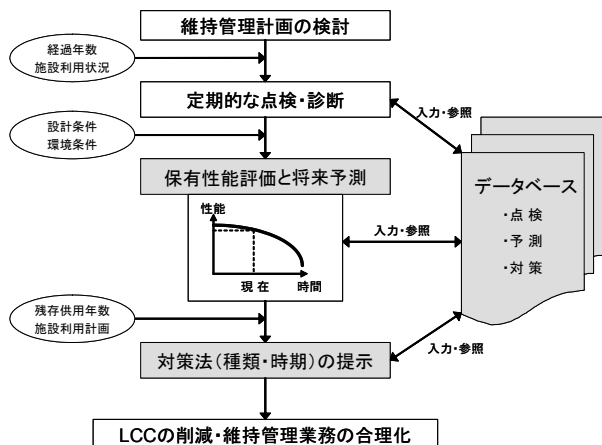 維持管理計画の検討
経過年数
施設利用状況
定期的な点検・診断
入力・参照
設計条件
環境条件
保有性能評価と将来予測
データベース
・点 検
・予 測
・対 策
性能
入力・参照
現 在
時間
残存供用年数
施設利用計画
入力・参照
対策法(種類・時期)の提示
LCCの削減・維持管理業務の合理化